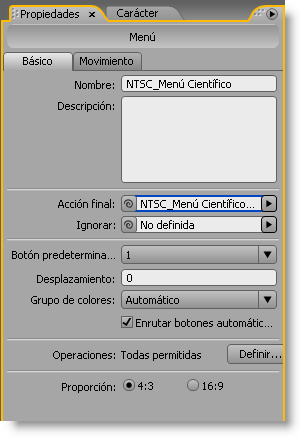 Propiedades × Carácter
Menú
Básico Movimiento
Nombre: NTSC_Menú Científico
Descripción:
Acción final: NTSC_Menú Científico...
Ignorar: No definida
Botón predetermina... 1
Desplazamiento: 0
Grupo de colores: Automático
Enrutar botones automátic...
Operaciones: Todas permitidas Definir...
Proporción: 4:3 16:9